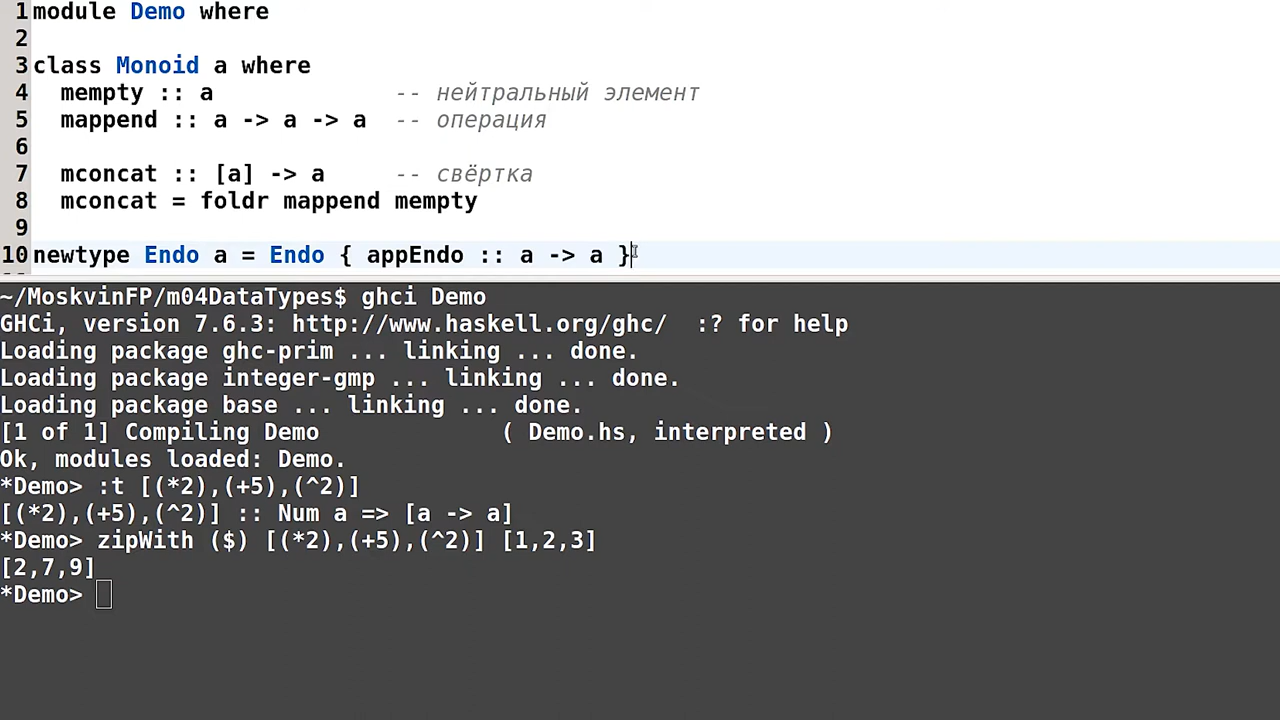 1 module Demo where
2
3 class Monoid a where
4   mempty :: a             -- нейтральный элемент
5   mappend :: a -> a -> a  -- операция
6
7   mconcat :: [a] -> a     -- свёртка
8   mconcat = foldr mappend mempty
9
10 newtype Endo a = Endo { appEndo :: a -> a }
~/MoskvinFP/m04DataTypes$ ghci Demo
GHCi, version 7.6.3: http://www.haskell.org/ghc/  :? for help
Loading package ghc-prim ... linking ... done.
Loading package integer-gmp ... linking ... done.
Loading package base ... linking ... done.
[1 of 1] Compiling Demo             ( Demo.hs, interpreted )
Ok, modules loaded: Demo.
*Demo> :t [(*2),(+5),(^2)]
[(*2),(+5),(^2)] :: Num a => [a -> a]
*Demo> zipWith ($) [(*2),(+5),(^2)] [1,2,3]
[2,7,9]
*Demo>